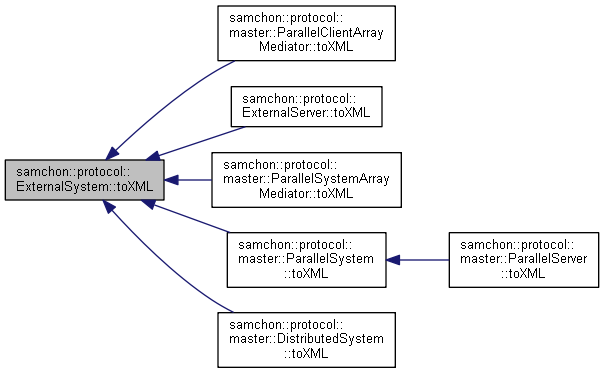 samchon::protocol::
master::ParallelClientArray
Mediator::toXML
samchon::protocol::
ExternalServer::toXML
samchon::protocol::
ExternalSystem::toXML
samchon::protocol::
master::ParallelSystemArray
Mediator::toXML
samchon::protocol::
master::ParallelSystem
::toXML
samchon::protocol::
master::ParallelServer
::toXML
samchon::protocol::
master::DistributedSystem
::toXML